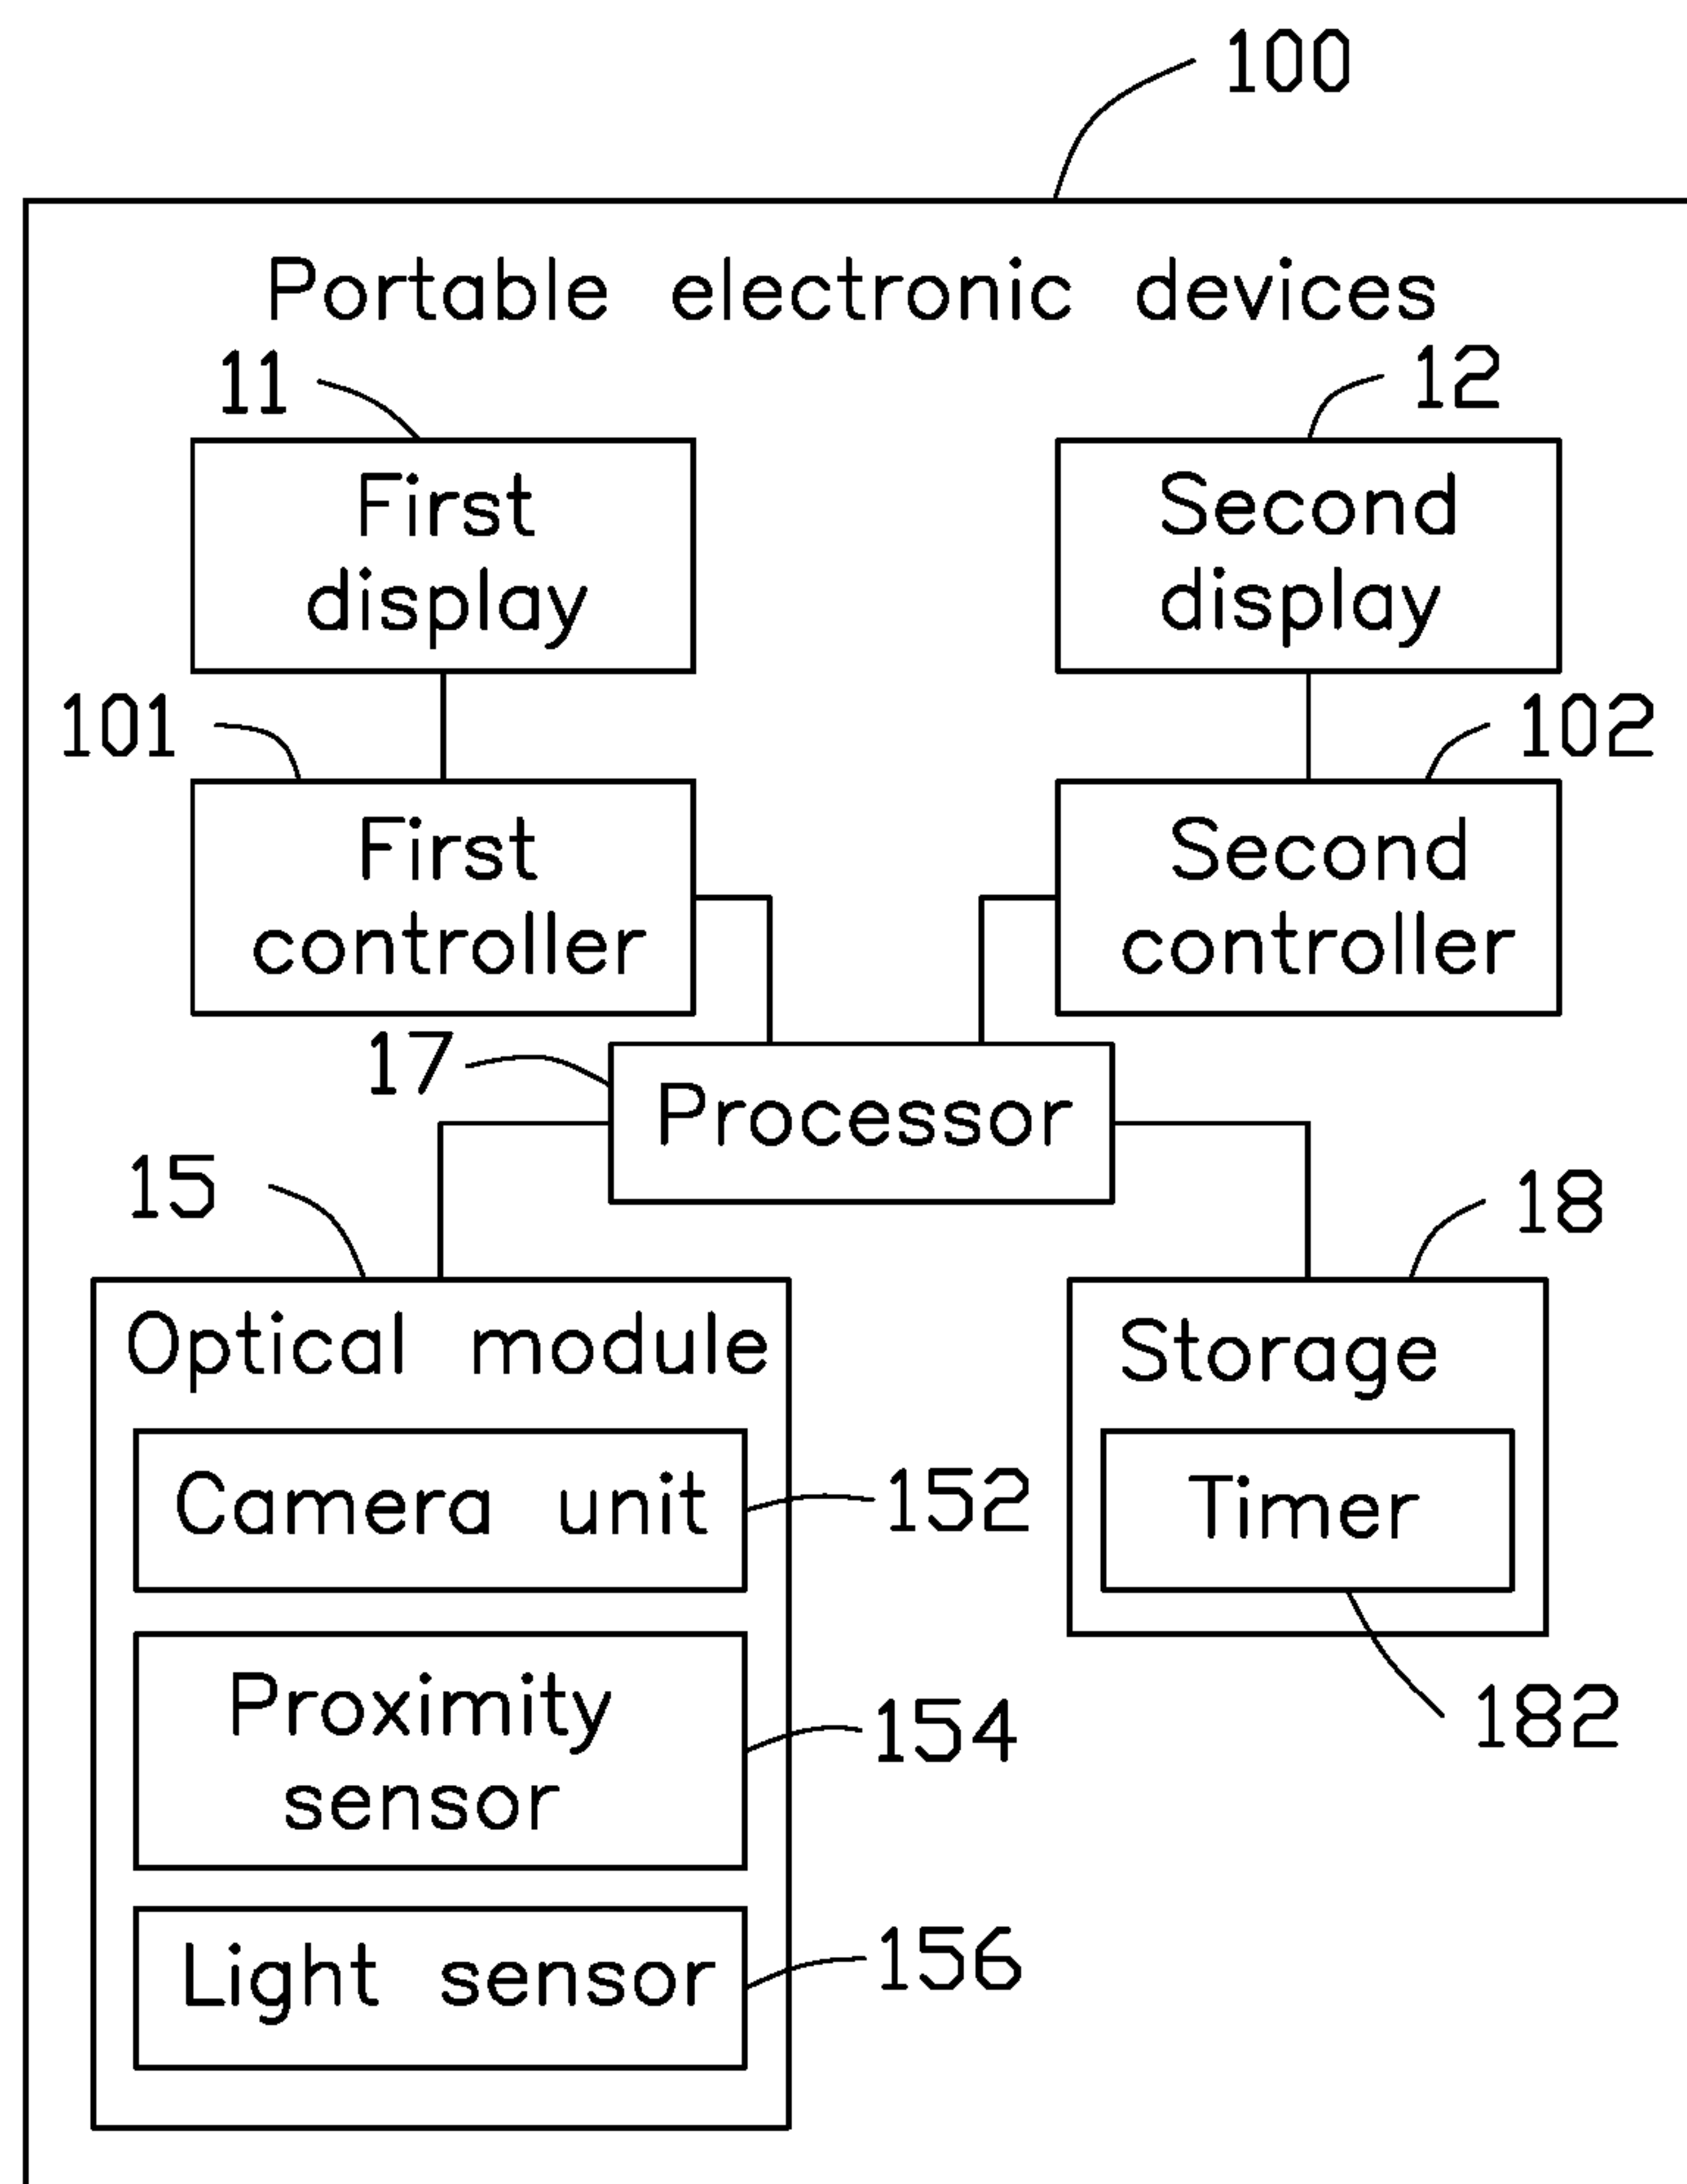 100
Portable electronic devices
11
12
First
display
Second
display
101
102
First
controller
Second
controller
17
Processor
15
18
Optical module
Storage
Camera unit
152
Timer
Proximity
sensor
154
182
Light sensor
156